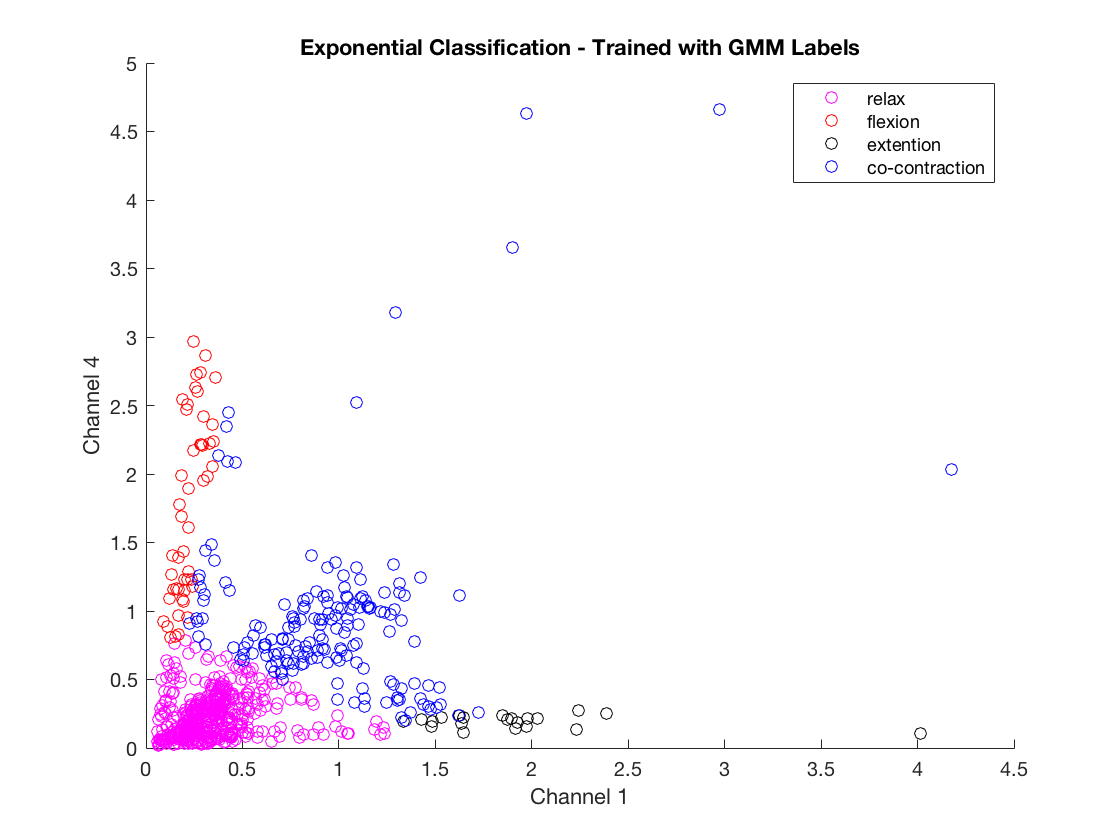 Exponential Classification - Trained with GMM Labels
relax
flexion
extention
co-contraction
5
4.5
4
3.5
3
2.5
2
1.5
1
0.5
0
Channel 4
0 0.5 1 1.5 2 2.5 3 3.5 4 4.5
Channel 1